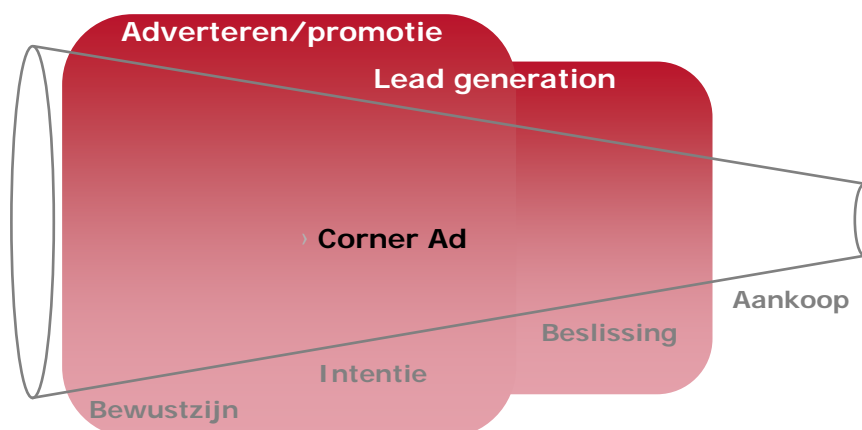 Adverteren/promotie
Lead generation
› Corner Ad
Aankoop
Beslissing
Intentie
Bewustzijn